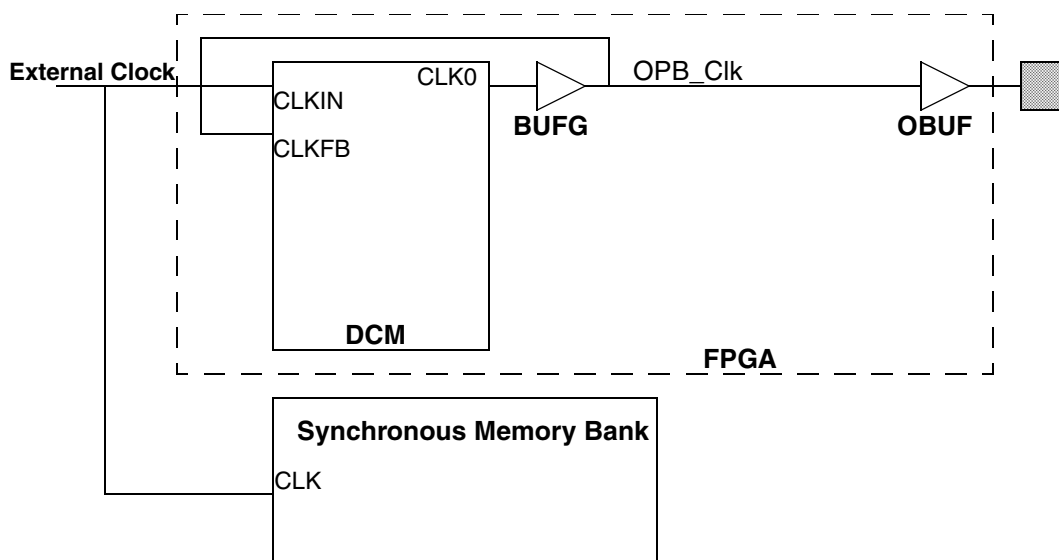 External Clock
CLK0
OPB_Clk
CLKIN
BUFG
OBUF
CLKFB
DCM
FPGA
Synchronous Memory Bank
CLK